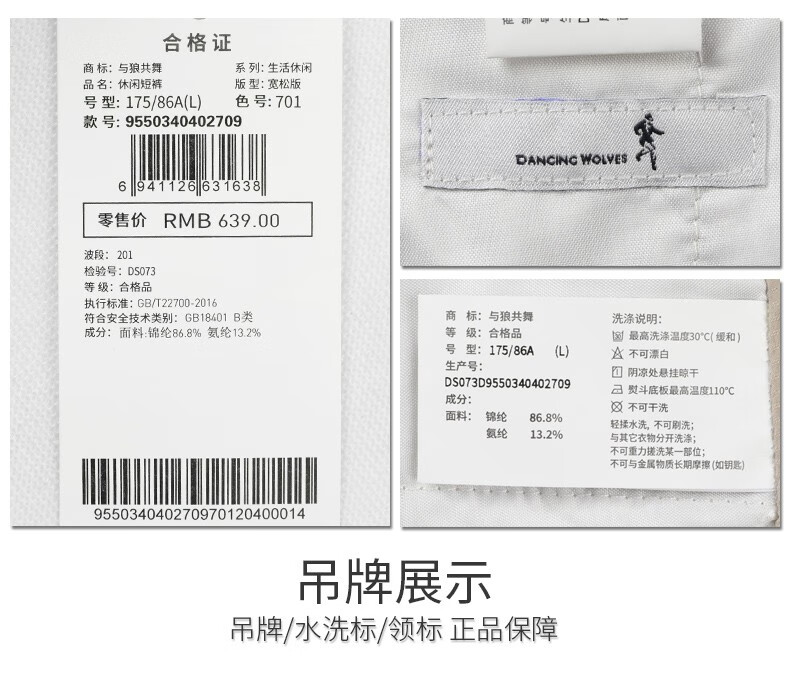 合格证
商 标：与狼共舞 系 列：生活休闲
品 名：休闲短裤 版 型：宽松版
号 型：175/86A(L) 色 号：701
款 号：9550340402709
6 941126 631638
零售价 RMB 639.00
波段：201
检验号：DS073
等 级：合格品
执行标准：GB/T22700-2016
符合安全技术类别：GB18401 B类
成分：面料:锦纶86.8% 氨纶13.2%
955034040270970120400014
DANCING WOLVES
商 标：与狼共舞
等 级：合格品
号 型：175/86A (L)
生产号：
DS073D9550340402709
成分：
面料： 锦纶 86.8%
氨纶 13.2%
洗涤说明：
最高洗涤温度30℃(缓和)
不可漂白
阴凉处悬挂晾干
熨斗底板最高温度110℃
不可干洗
轻揉水洗, 不可刷洗；
与其它衣物分开洗涤；
不可重力搓洗某一部位；
不可与金属物质长期摩擦(如钥匙)
吊牌展示
吊牌/水洗标/领标 正品保障